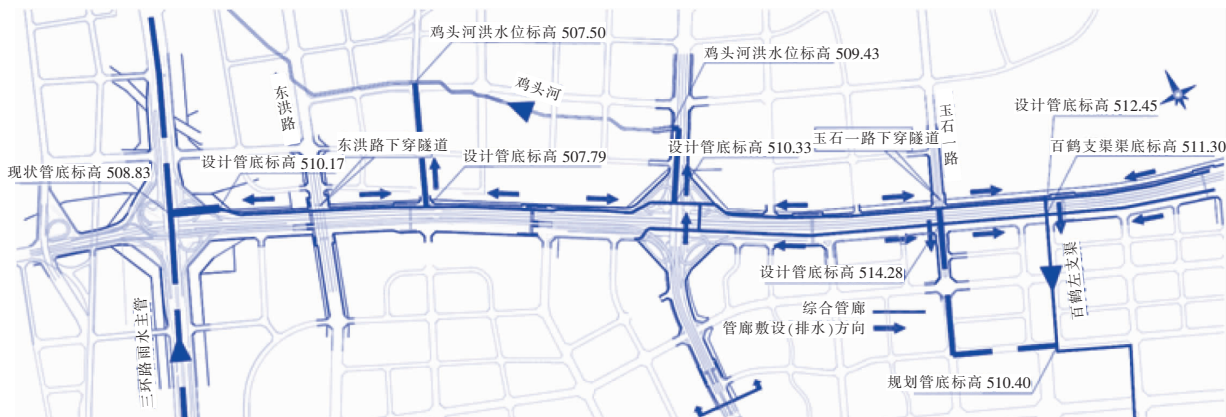 鸡头河洪水位标高 507.50
鸡头河洪水位标高 509.43
鸡头河
东洪路
玉石一路
设计管底标高 512.45
东洪路下穿隧道
玉石一路下穿隧道
百鹤支渠渠底标高 511.30
设计管底标高 510.17
设计管底标高 507.79
设计管底标高 510.33
现状管底标高 508.83
设计管底标高 514.28
百鹤左支渠
三环路雨水主管
综合管廊
管廊敷设(排水)方向
规划管底标高 510.40